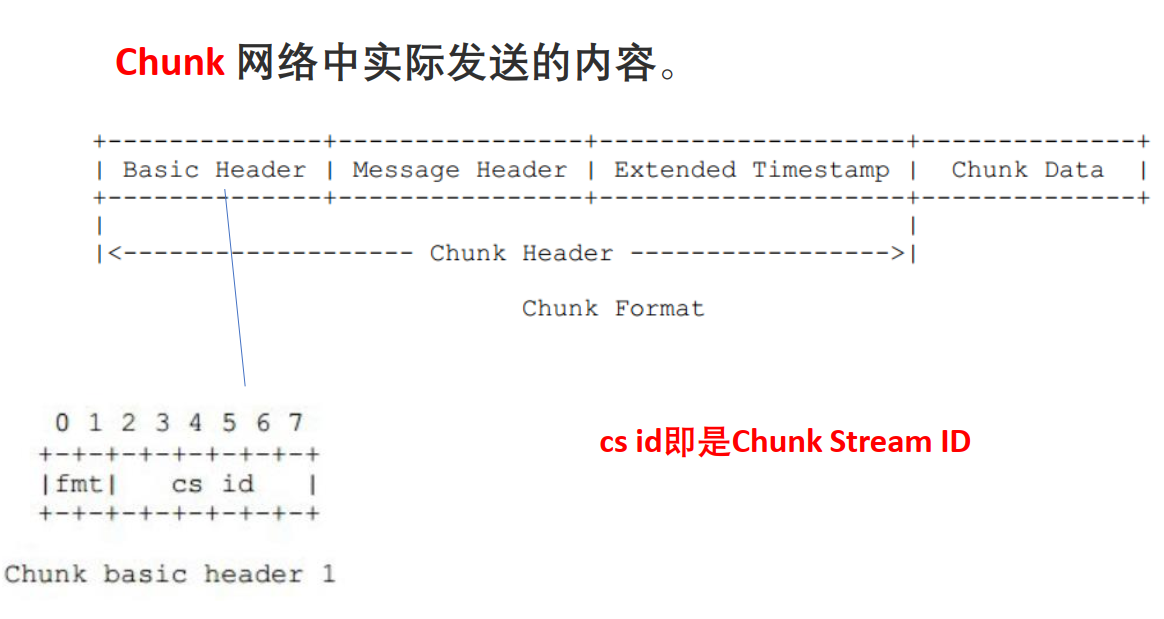 Chunk 网络中实际发送的内容。
+--------------+----------------+--------------------+--------------+
| Basic Header | Message Header | Extended Timestamp |  Chunk Data  |
+--------------+----------------+--------------------+--------------+
|                                                    |
|<------------------- Chunk Header ----------------->|
Chunk Format
0 1 2 3 4 5 6 7
+-+-+-+-+-+-+-+-+
|fmt|   cs id   |
+-+-+-+-+-+-+-+-+
Chunk basic header 1
cs id即是Chunk Stream ID